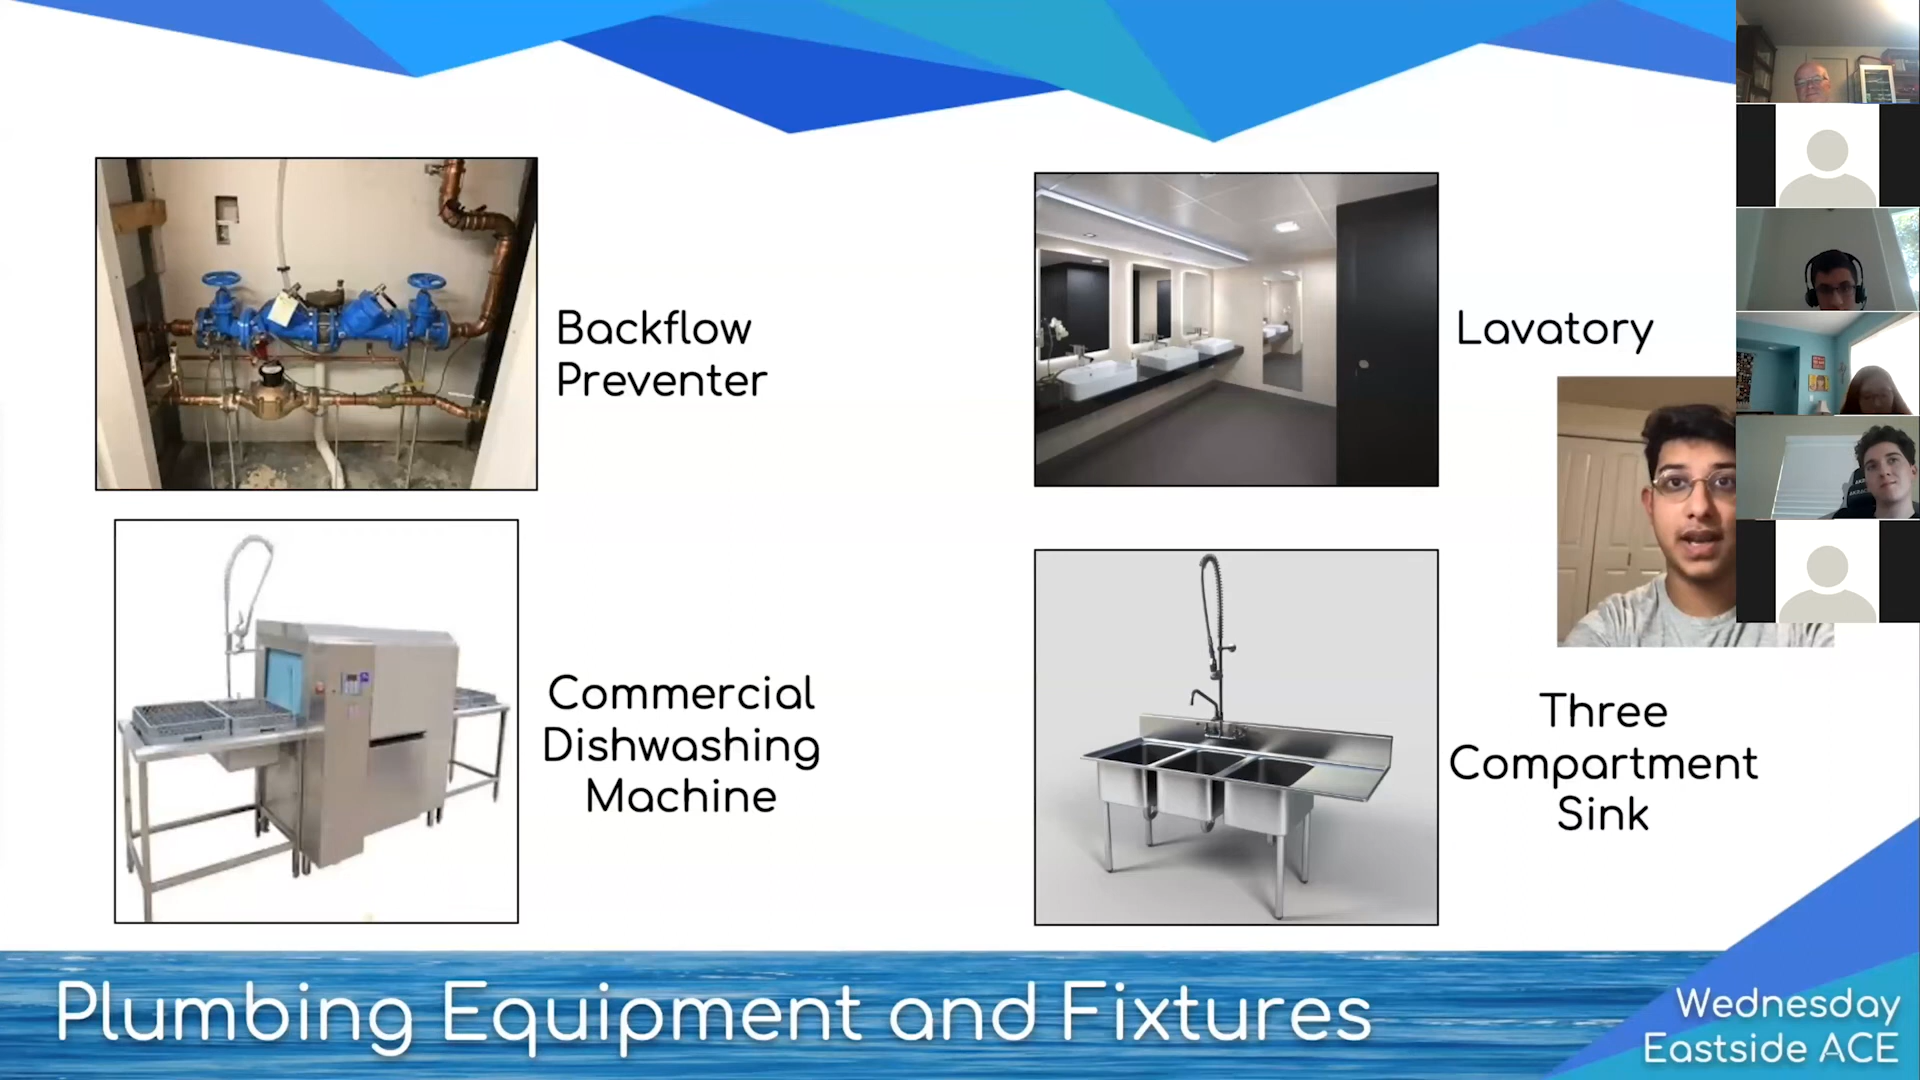 Backflow
Preventer
Lavatory
Commercial
Dishwashing
Machine
Three
Compartment
Sink
Plumbing Equipment and Fixtures
Wednesday
Eastside ACE